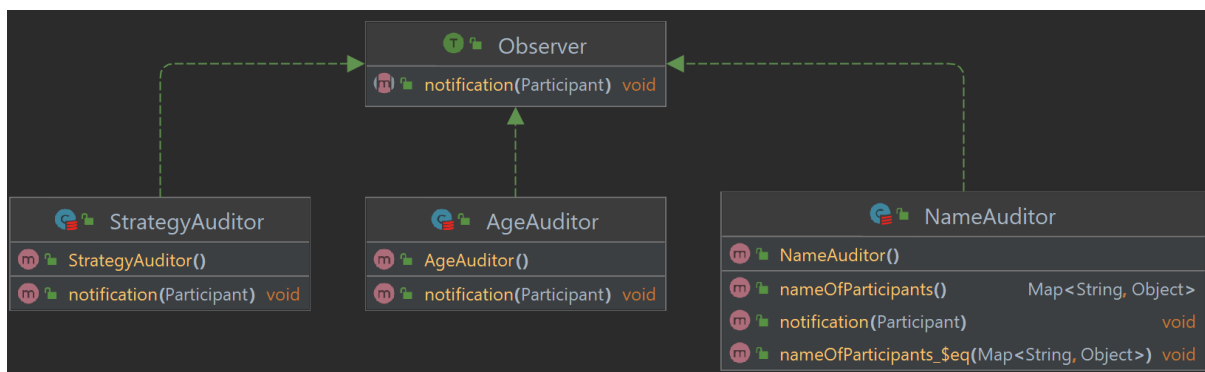 Observer
notification(Participant) void
StrategyAuditor
StrategyAuditor()
notification(Participant) void
AgeAuditor
AgeAuditor()
notification(Participant) void
NameAuditor
NameAuditor()
nameOfParticipants() Map<String, Object>
notification(Participant) void
nameOfParticipants_$eq(Map<String, Object>) void